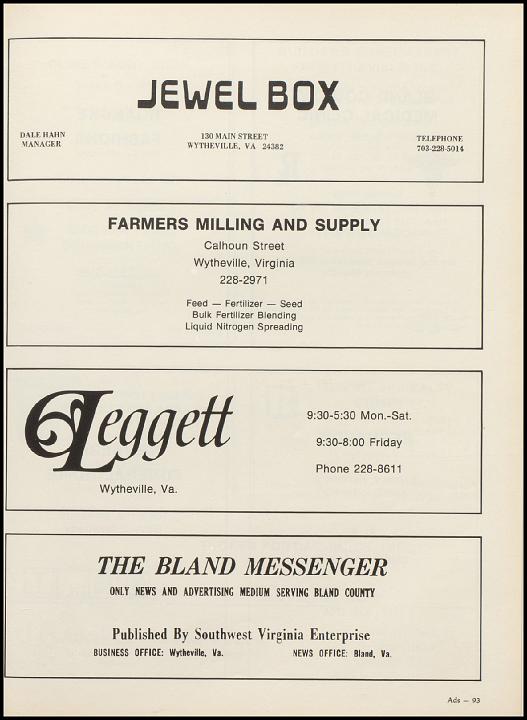 JEWEL BOX
DALE HAHN
MANAGER
130 MAIN STREET
WYTHEVILLE, VA 24382
TELEPHONE
703-228-5014
FARMERS MILLING AND SUPPLY
Calhoun Street
Wytheville, Virginia
228-2971
Feed — Fertilizer — Seed
Bulk Fertilizer Blending
Liquid Nitrogen Spreading
Leggett
Wytheville, Va.
9:30-5:30 Mon.-Sat.
9:30-8:00 Friday
Phone 228-8611
THE BLAND MESSENGER
ONLY NEWS AND ADVERTISING MEDIUM SERVING BLAND COUNTY
Published By Southwest Virginia Enterprise
BUSINESS OFFICE: Wytheville, Va. NEWS OFFICE: Bland, Va.
Ads — 93